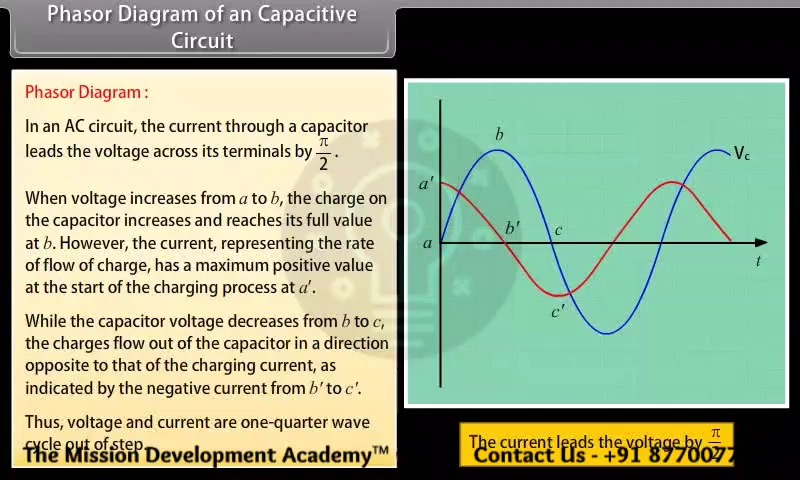 Phasor Diagram of an Capacitive
Circuit
Phasor Diagram :
In an AC circuit, the current through a capacitor
leads the voltage across its terminals by π/2 .
When voltage increases from a to b, the charge on
the capacitor increases and reaches its full value
at b. However, the current, representing the rate
of flow of charge, has a maximum positive value
at the start of the charging process at a′.
While the capacitor voltage decreases from b to c,
the charges flow out of the capacitor in a direction
opposite to that of the charging current, as
indicated by the negative current from b′ to c′.
Thus, voltage and current are one-quarter wave
cycle out of step.
b
Vc
a′
b′
c
a
t
c′
The current leads the voltage by π/2
The Mission Development Academy™
Contact Us - +91 877007